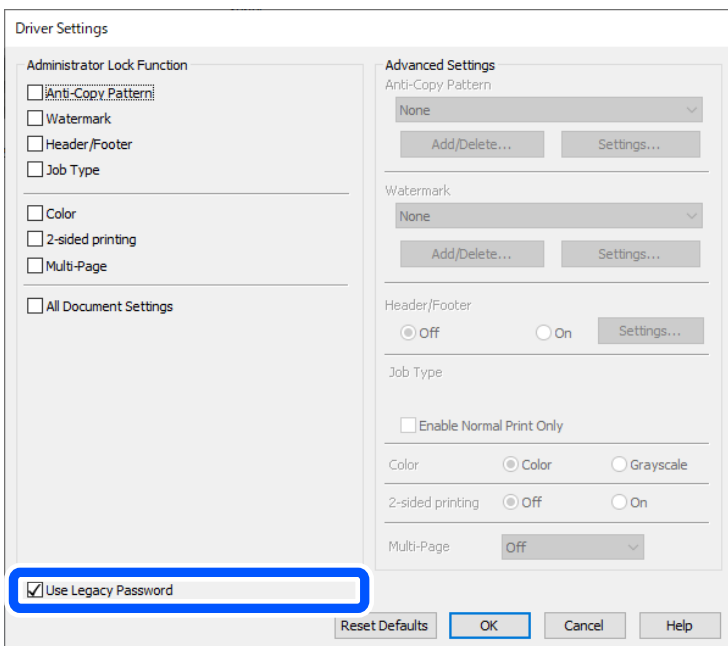 Driver Settings
Administrator Lock Function
Anti-Copy Pattern
Watermark
Header/Footer
Job Type
Color
2-sided printing
Multi-Page
All Document Settings
Use Legacy Password
Advanced Settings
Anti-Copy Pattern
None
Add/Delete... Settings...
Watermark
None
Add/Delete... Settings...
Header/Footer
Off On Settings...
Job Type
Enable Normal Print Only
Color Color Grayscale
2-sided printing Off On
Multi-Page Off
Reset Defaults OK Cancel Help